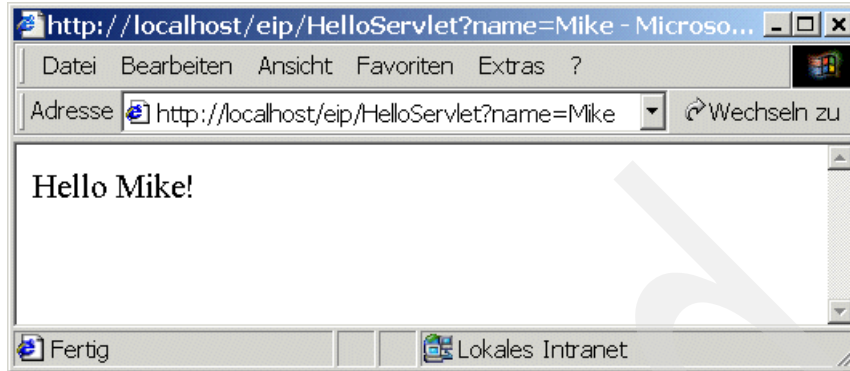 http://localhost/eip/HelloServlet?name=Mike - Microso...
Datei Bearbeiten Ansicht Favoriten Extras ?
Adresse http://localhost/eip/HelloServlet?name=Mike Wechseln zu
Hello Mike!
Fertig Lokales Intranet